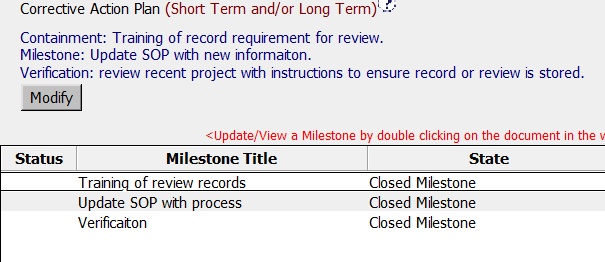 Corrective Action Plan (Short Term and/or Long Term) ?
Containment: Training of record requirement for review.
Milestone: Update SOP with new informaiton.
Verification: review recent project with instructions to ensure record or review is stored.
Modify
<Update/View a Milestone by double clicking on the document in the
Status Milestone Title State
Training of review records Closed Milestone
Update SOP with process Closed Milestone
Verificaiton Closed Milestone